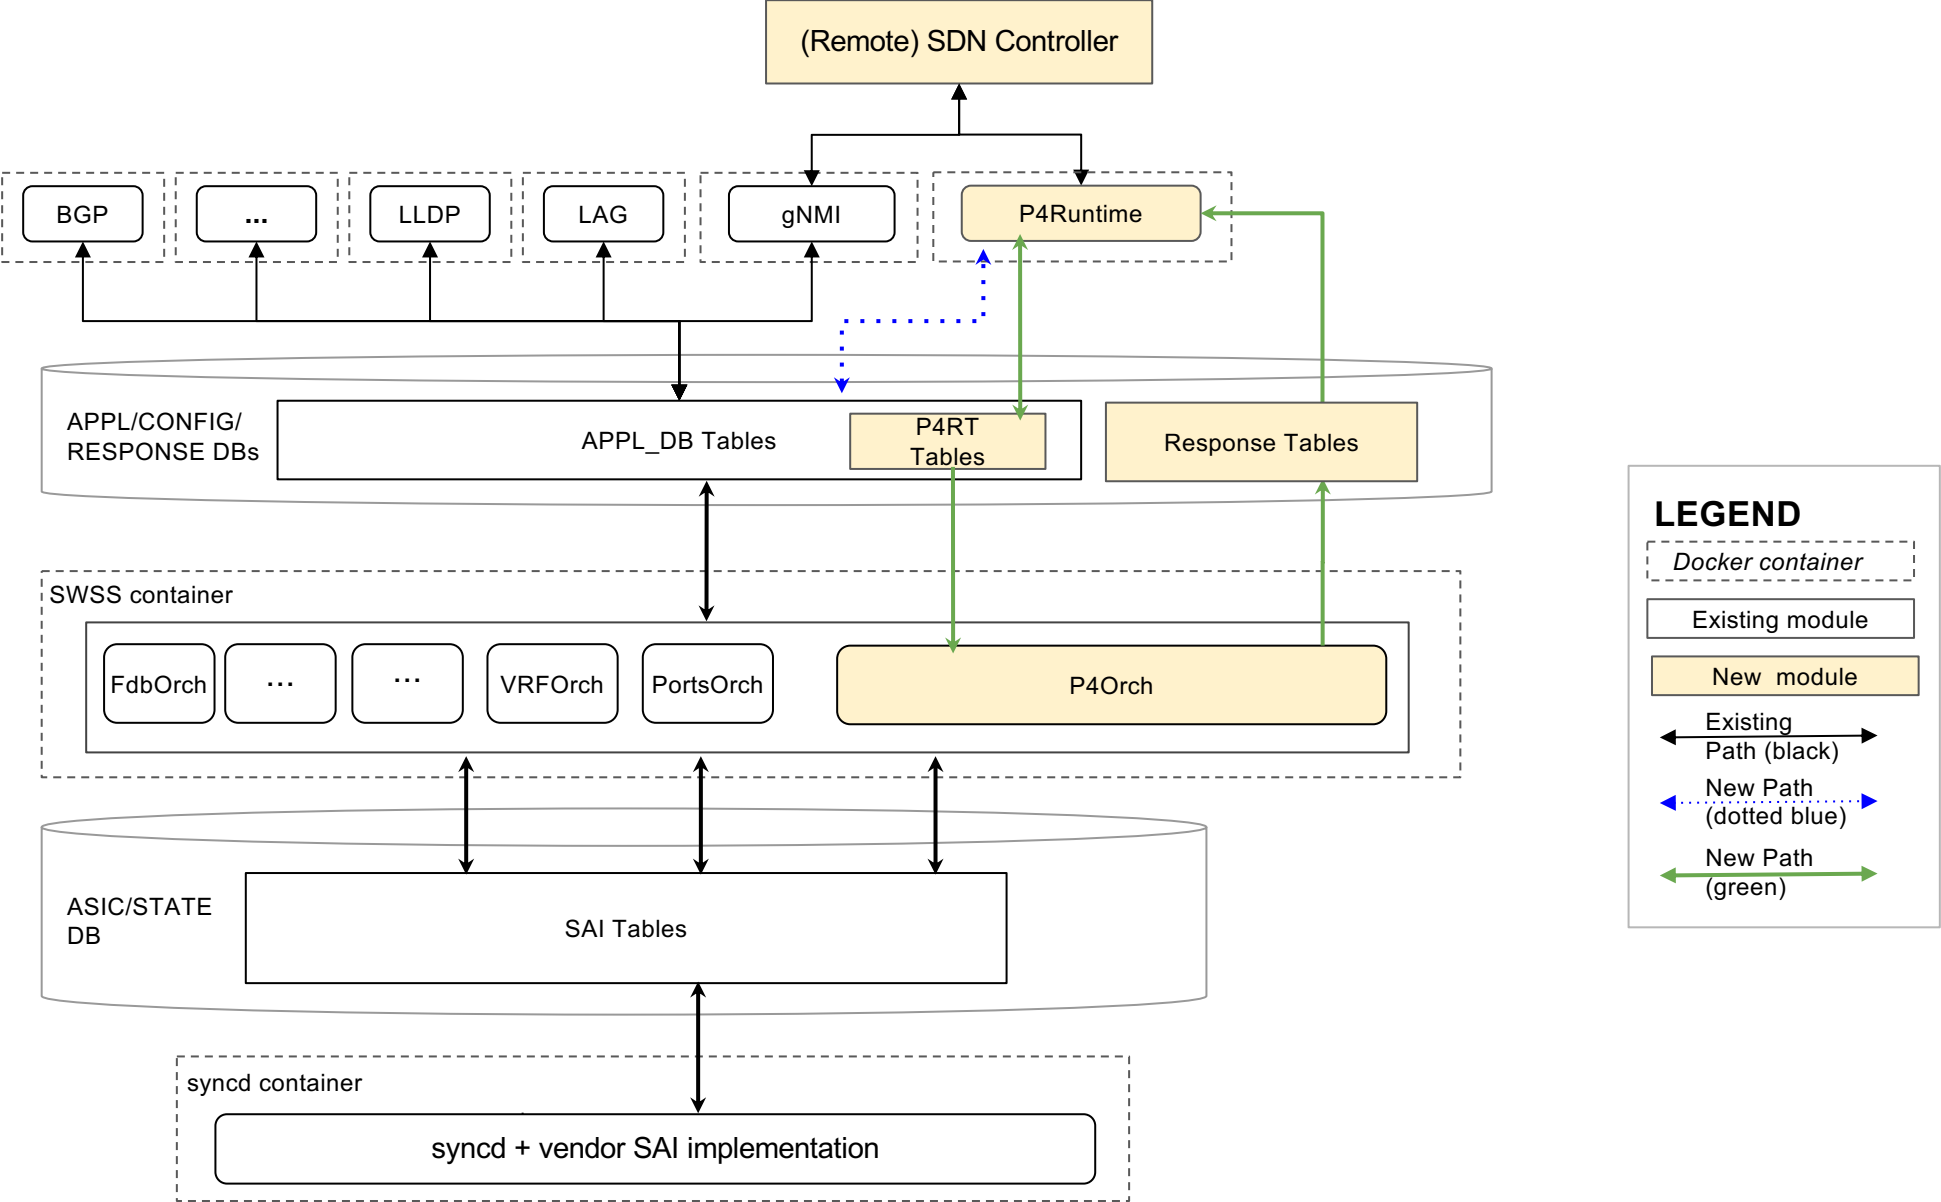 (Remote) SDN Controller
BGP
...
LLDP
LAG
gNMI
P4Runtime
APPL/CONFIG/
RESPONSE DBs
APPL_DB Tables
P4RT
Tables
Response Tables
SWSS container
FdbOrch
...
...
VRFOrch
PortsOrch
P4Orch
ASIC/STATE
DB
SAI Tables
syncd container
syncd + vendor SAI implementation
LEGEND
Docker container
Existing module
New module
Existing
Path (black)
New Path
(dotted blue)
New Path
(green)